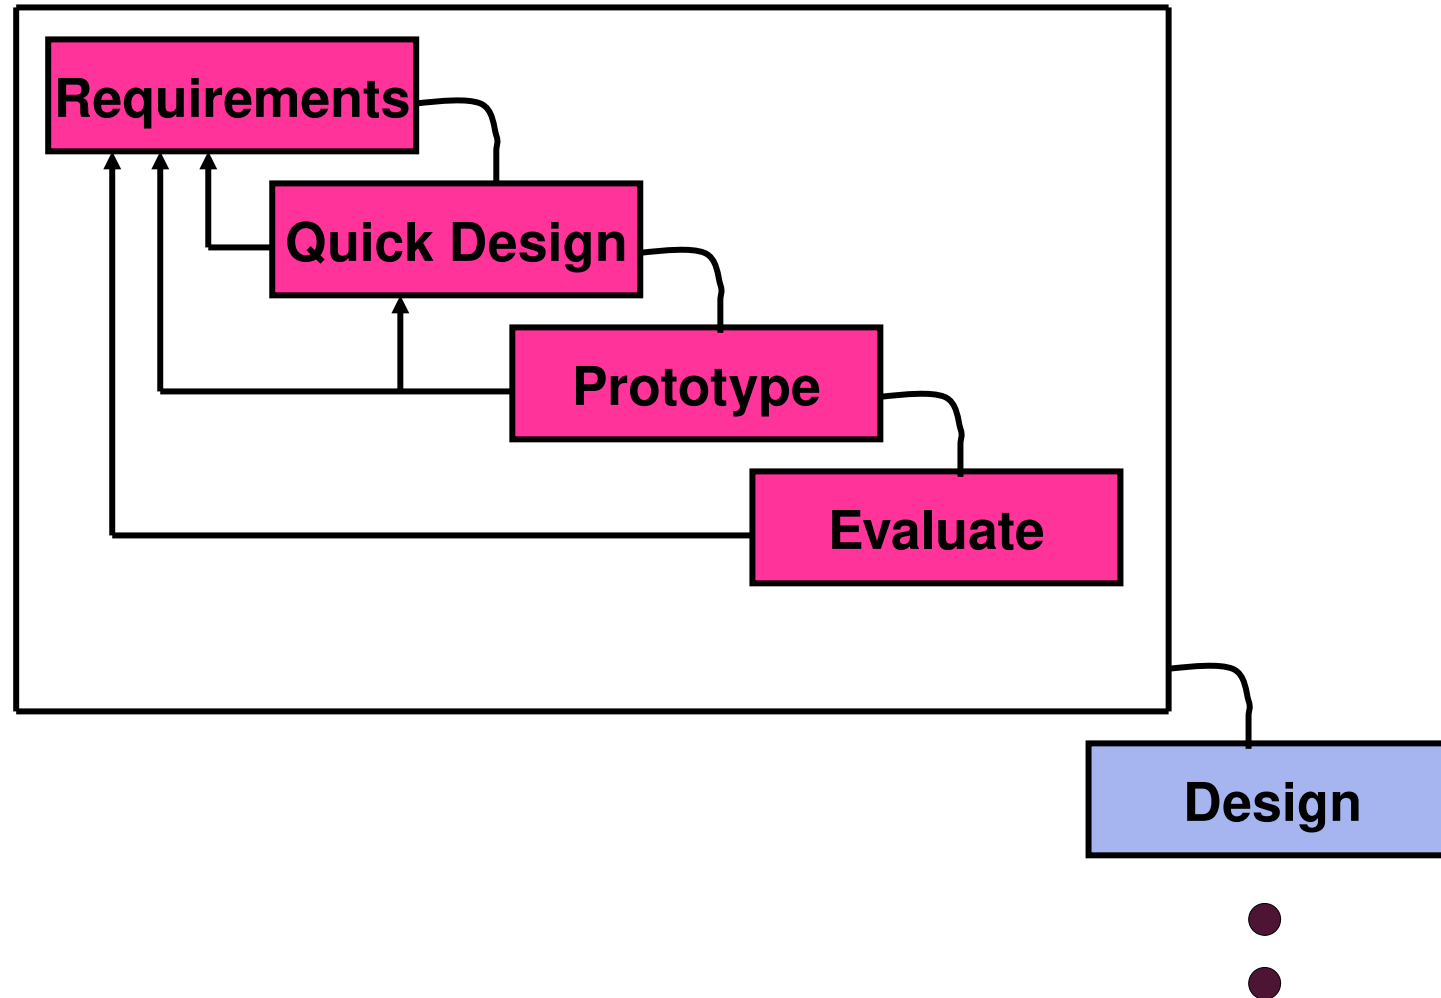 Requirements
Quick Design
Prototype
Evaluate
Design